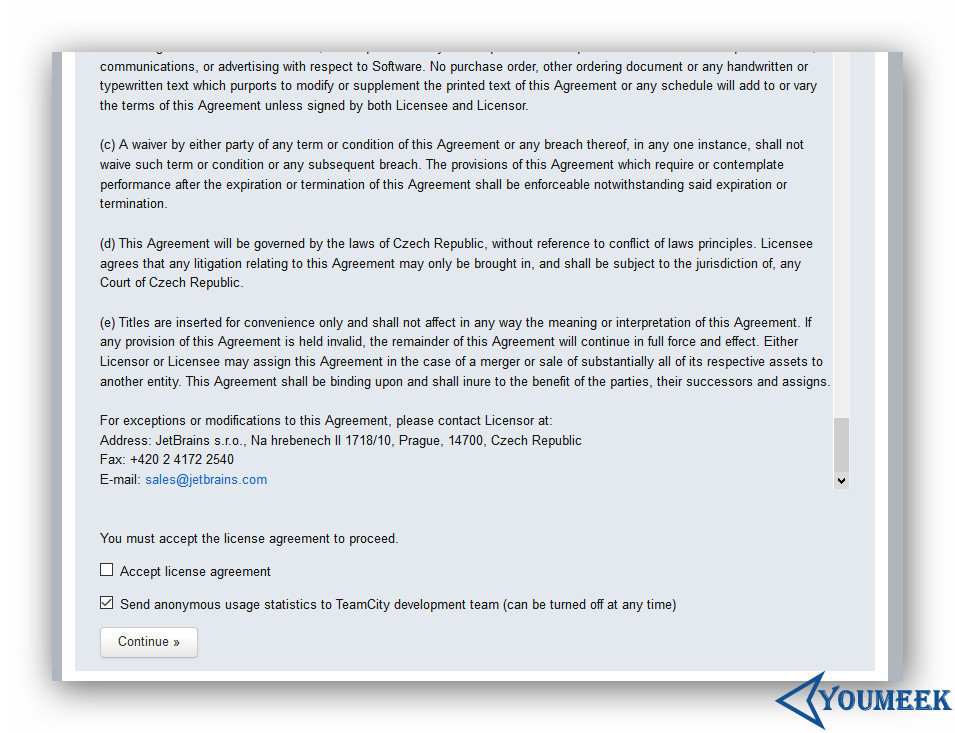 communications, or advertising with respect to Software. No purchase order, other ordering document or any handwritten or
typewritten text which purports to modify or supplement the printed text of this Agreement or any schedule will add to or vary
the terms of this Agreement unless signed by both Licensee and Licensor.
(c) A waiver by either party of any term or condition of this Agreement or any breach thereof, in any one instance, shall not
waive such term or condition or any subsequent breach. The provisions of this Agreement which require or contemplate
performance after the expiration or termination of this Agreement shall be enforceable notwithstanding said expiration or
termination.
(d) This Agreement will be governed by the laws of Czech Republic, without reference to conflict of laws principles. Licensee
agrees that any litigation relating to this Agreement may only be brought in, and shall be subject to the jurisdiction of, any
Court of Czech Republic.
(e) Titles are inserted for convenience only and shall not affect in any way the meaning or interpretation of this Agreement. If
any provision of this Agreement is held invalid, the remainder of this Agreement will continue in full force and effect. Either
Licensor or Licensee may assign this Agreement in the case of a merger or sale of substantially all of its respective assets to
another entity. This Agreement shall be binding upon and shall inure to the benefit of the parties, their successors and assigns.
For exceptions or modifications to this Agreement, please contact Licensor at:
Address: JetBrains s.r.o., Na hrebenech II 1718/10, Prague, 14700, Czech Republic
Fax: +420 2 4172 2540
E-mail: sales@jetbrains.com
You must accept the license agreement to proceed.
Accept license agreement
Send anonymous usage statistics to TeamCity development team (can be turned off at any time)
Continue »
YOUMEEK